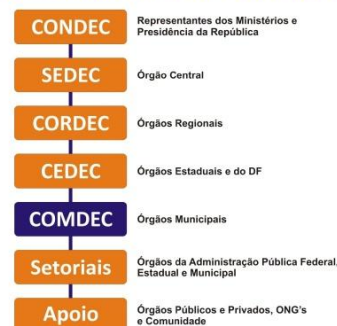 CONDEC
Representantes dos Ministérios e
Presidência da República
SEDEC
Órgão Central
CORDEC
Órgãos Regionais
CEDEC
Órgãos Estaduais e do DF
COMDEC
Órgãos Municipais
Setoriais
Órgãos da Administração Pública Federal,
Estadual e Municipal
Apoio
Órgãos Públicos e Privados, ONG's
e Comunidade